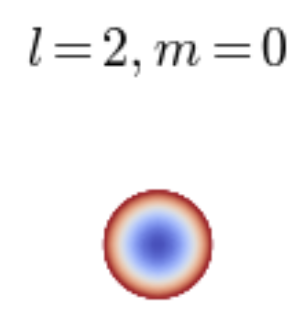 l = 2, m = 0